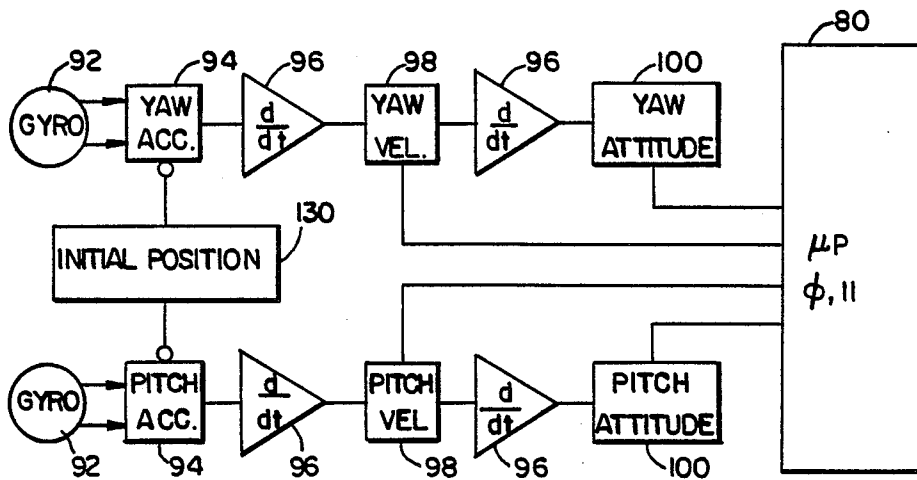 80
92
94
96
98
96
100
GYRO
YAW
ACC.
d
dt
YAW
VEL.
d
dt
YAW
ATTITUDE
130
INITIAL POSITION
μP
ϕ, 11
GYRO
PITCH
ACC.
d
dt
PITCH
VEL
d
dt
PITCH
ATTITUDE
92
94
96
98
96
100